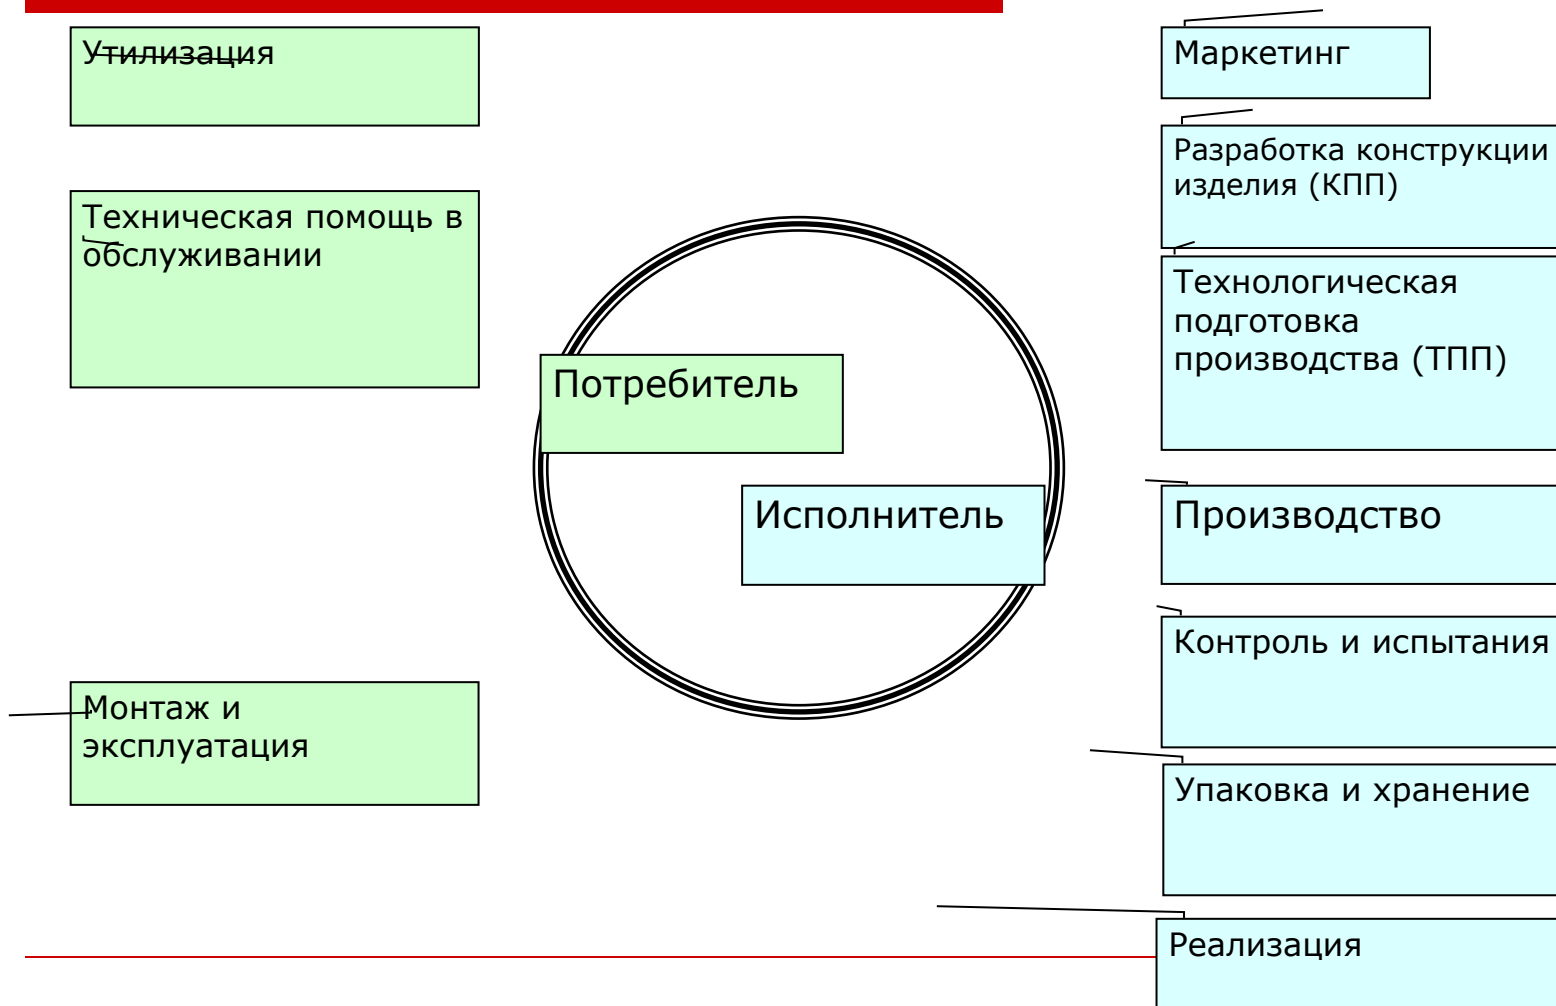 Утилизация
Техническая помощь в
обслуживании
Монтаж и
эксплуатация
Потребитель
Исполнитель
Маркетинг
Разработка конструкции
изделия (КПП)
Технологическая
подготовка
производства (ТПП)
Производство
Контроль и испытания
Упаковка и хранение
Реализация